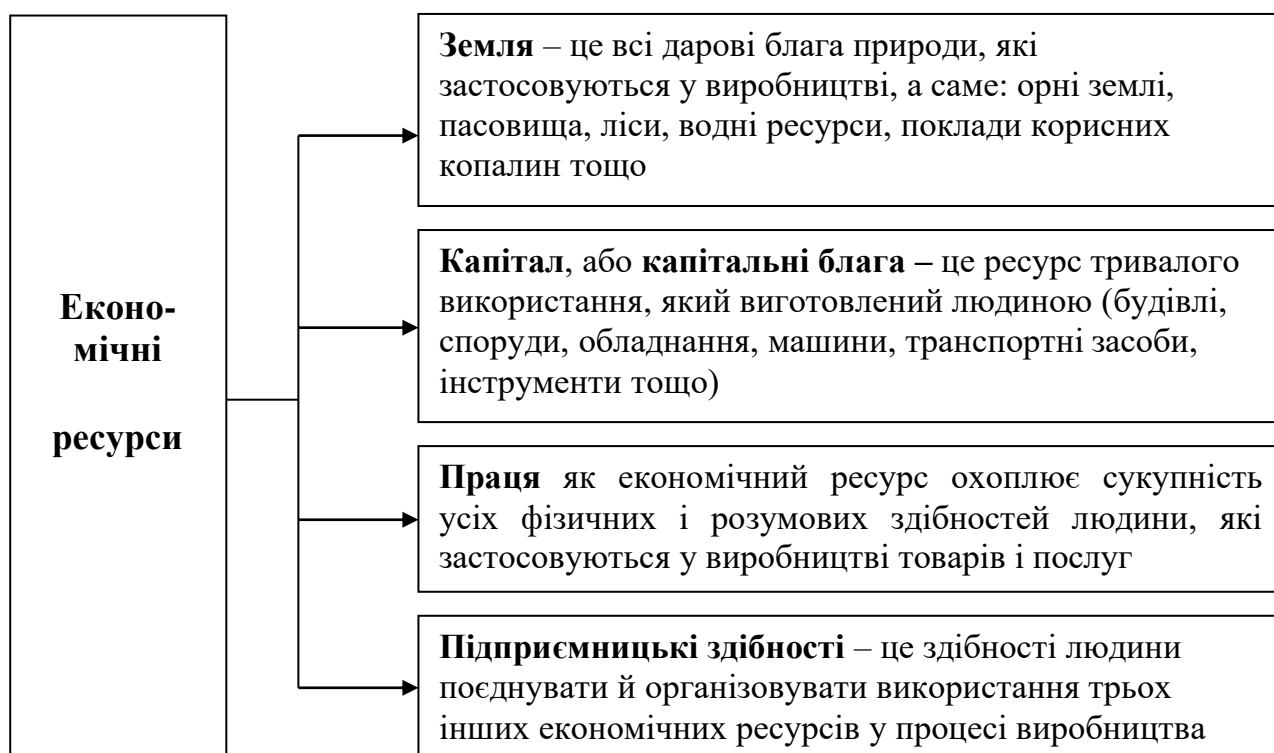 Еконо-
мічні
ресурси
Земля – це всі дарові блага природи, які
застосовуються у виробництві, а саме: орні землі,
пасовища, ліси, водні ресурси, поклади корисних
копалин тощо
Капітал, або капітальні блага – це ресурс тривалого
використання, який виготовлений людиною (будівлі,
споруди, обладнання, машини, транспортні засоби,
інструменти тощо)
Праця як економічний ресурс охоплює сукупність
усіх фізичних і розумових здібностей людини, які
застосовуються у виробництві товарів і послуг
Підприємницькі здібності – це здібності людини
поєднувати й організовувати використання трьох
інших економічних ресурсів у процесі виробництва